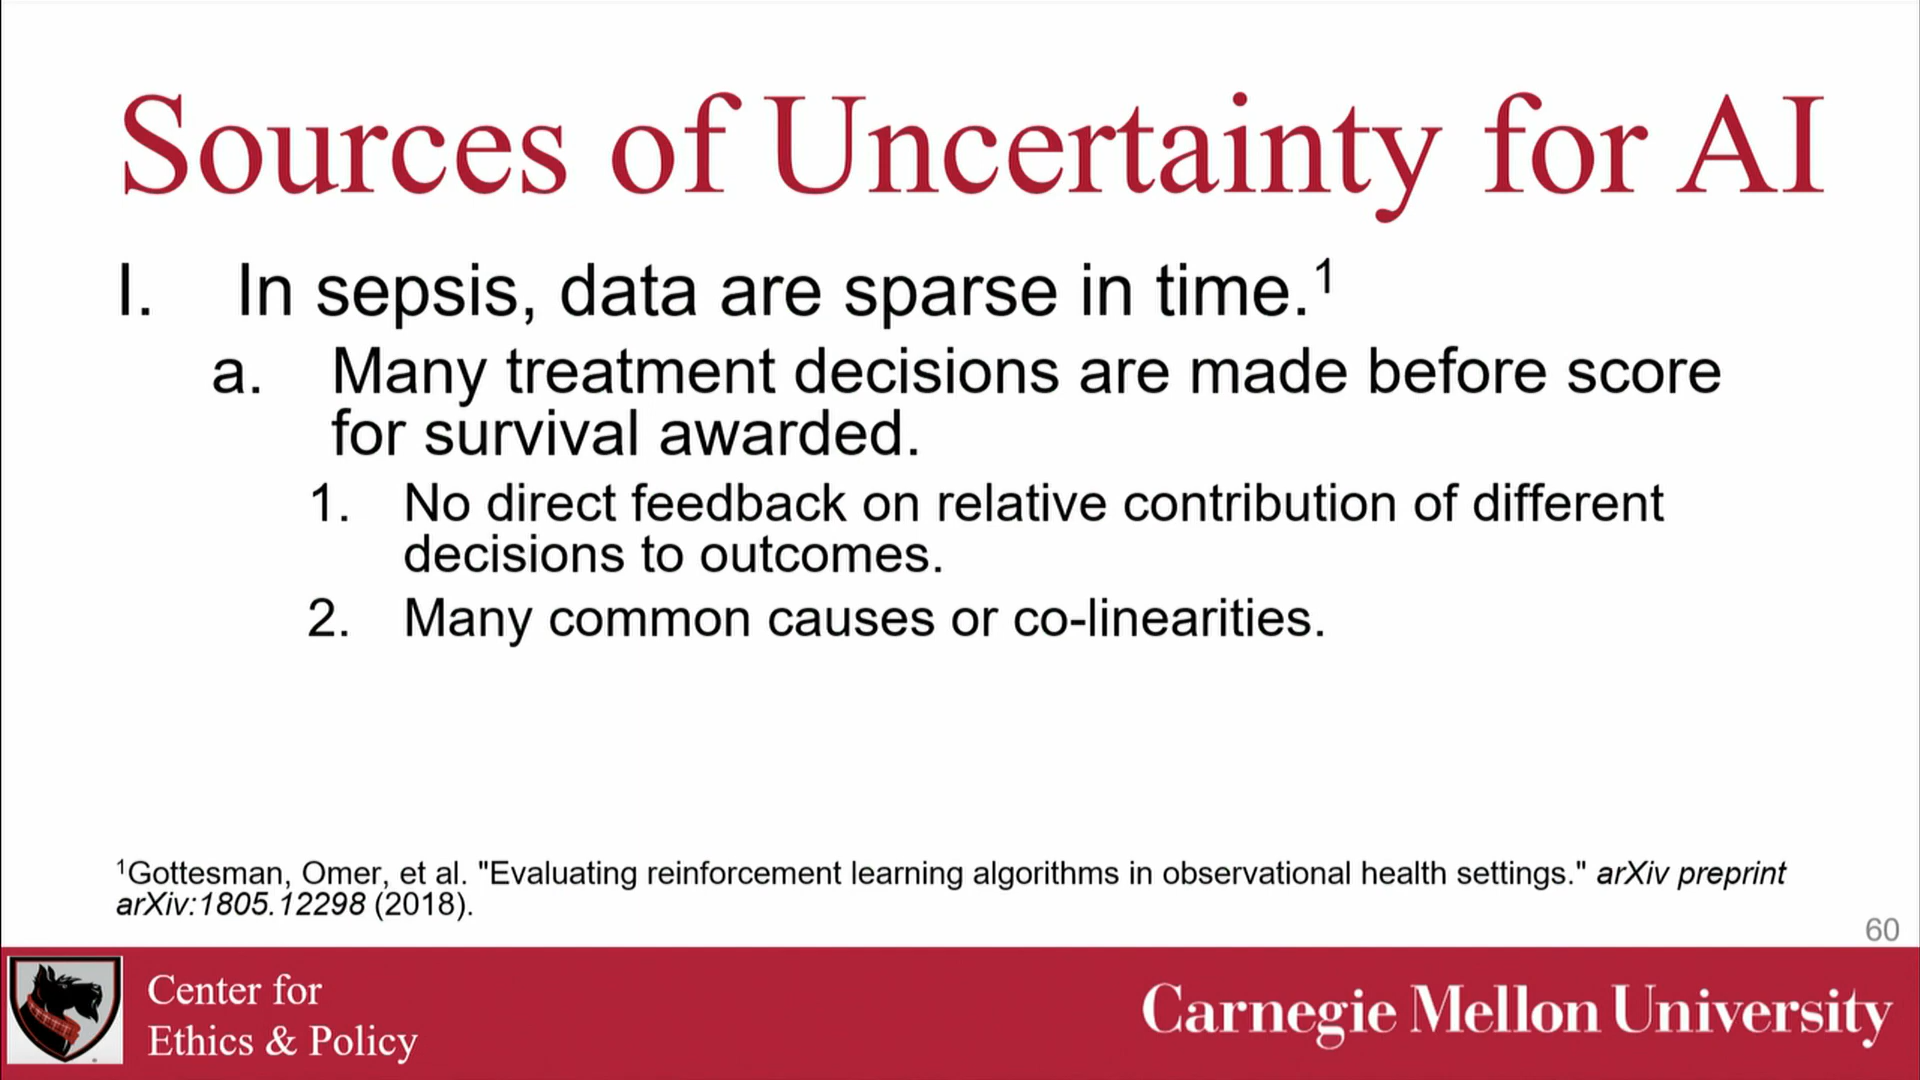 Sources of Uncertainty for AI
I. In sepsis, data are sparse in time.¹
a. Many treatment decisions are made before score
for survival awarded.
1. No direct feedback on relative contribution of different
decisions to outcomes.
2. Many common causes or co-linearities.
¹Gottesman, Omer, et al. "Evaluating reinforcement learning algorithms in observational health settings." arXiv preprint
arXiv:1805.12298 (2018).
60
Center for
Ethics & Policy
Carnegie Mellon University